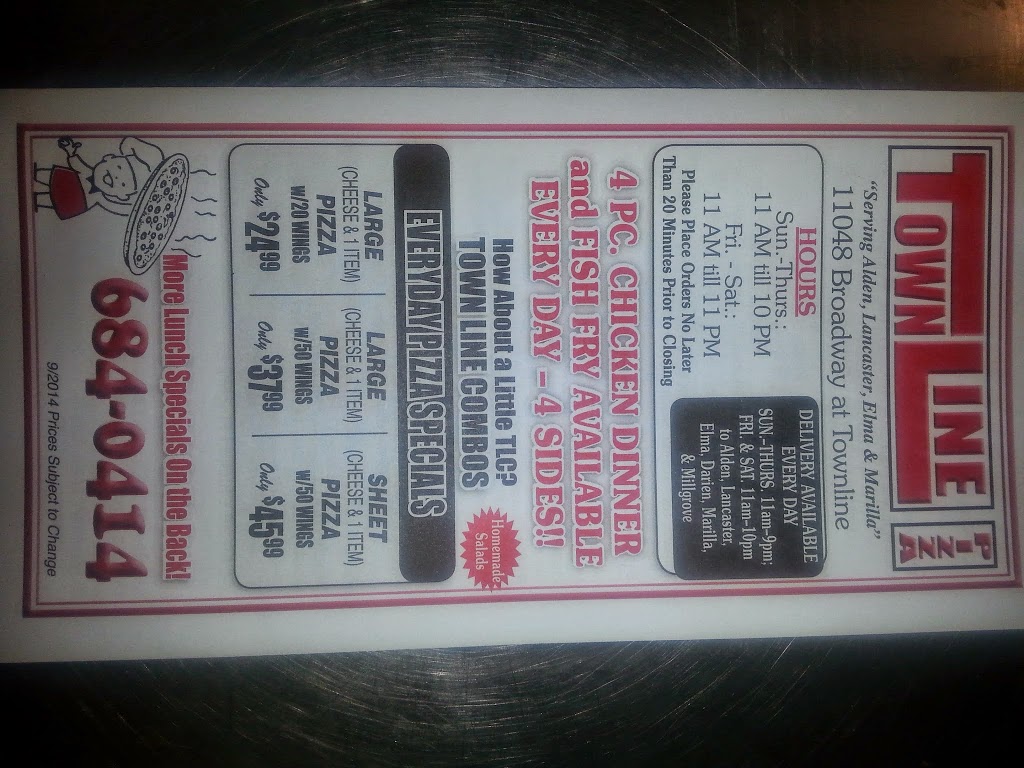 TOWN LINE
PIZZA
"Serving Alden, Lancaster, Elma & Marilla"
11048 Broadway at Townline
HOURS
Sun.-Thurs.:
11 AM till 10 PM
Fri. - Sat.:
11 AM till 11 PM
Please Place Orders No Later
Than 20 Minutes Prior to Closing
DELIVERY AVAILABLE
EVERY DAY
SUN.-THURS. 11am-9pm;
FRI. & SAT. 11am-10pm
to Alden, Lancaster,
Elma, Darien, Marilla,
& Millgrove
4 PC. CHICKEN DINNER
and FISH FRY AVAILABLE
EVERY DAY - 4 SIDES!!
How About a Little TLC?
TOWN LINE COMBOS
Homemade
Salads
EVERYDAY PIZZA SPECIALS
LARGE
(CHEESE & 1 ITEM)
PIZZA
W/20 WINGS
Only $24.99
LARGE
(CHEESE & 1 ITEM)
PIZZA
W/50 WINGS
Only $37.99
SHEET
(CHEESE & 1 ITEM)
PIZZA
W/50 WINGS
Only $45.99
More Lunch Specials On the Back!
684-0414
9/2014 Prices Subject to Change